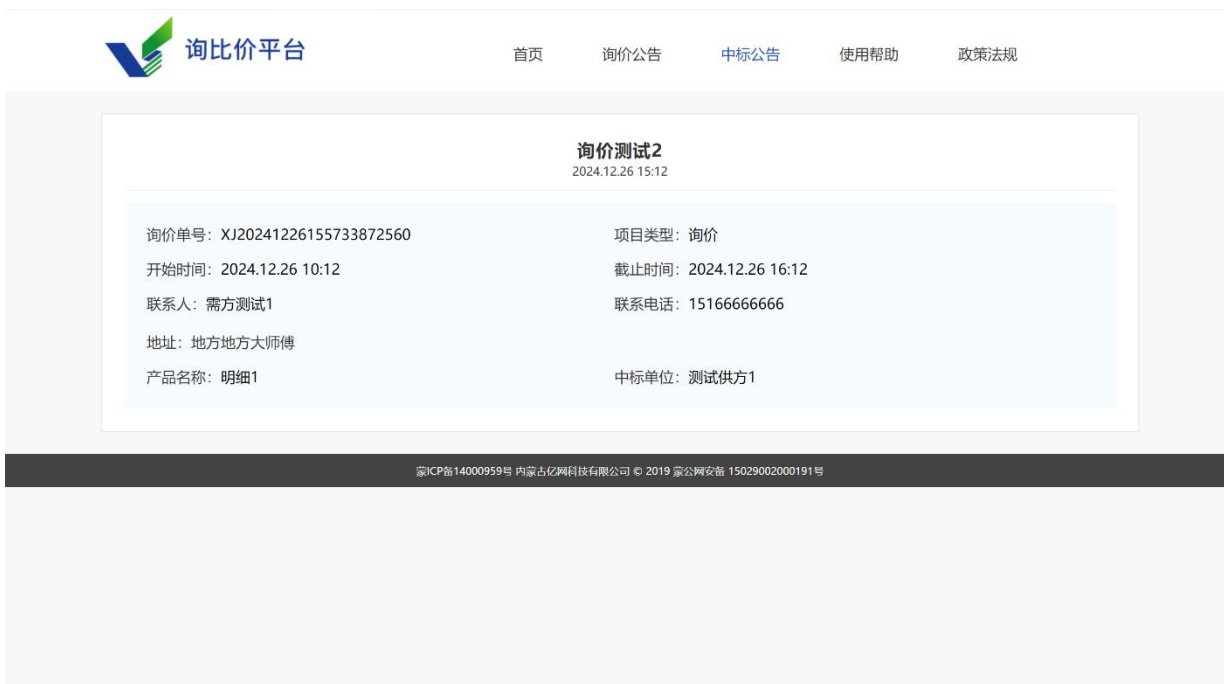 询比价平台 首页 询价公告 中标公告 使用帮助 政策法规
询价测试2
2024.12.26 15:12
询价单号：XJ20241226155733872560 项目类型：询价
开始时间：2024.12.26 10:12 截止时间：2024.12.26 16:12
联系人：需方测试1 联系电话：15166666666
地址：地方地方大师傅
产品名称：明细1 中标单位：测试供方1
蒙ICP备14000959号 内蒙古亿网科技有限公司 © 2019 蒙公网安备 15029002000191号